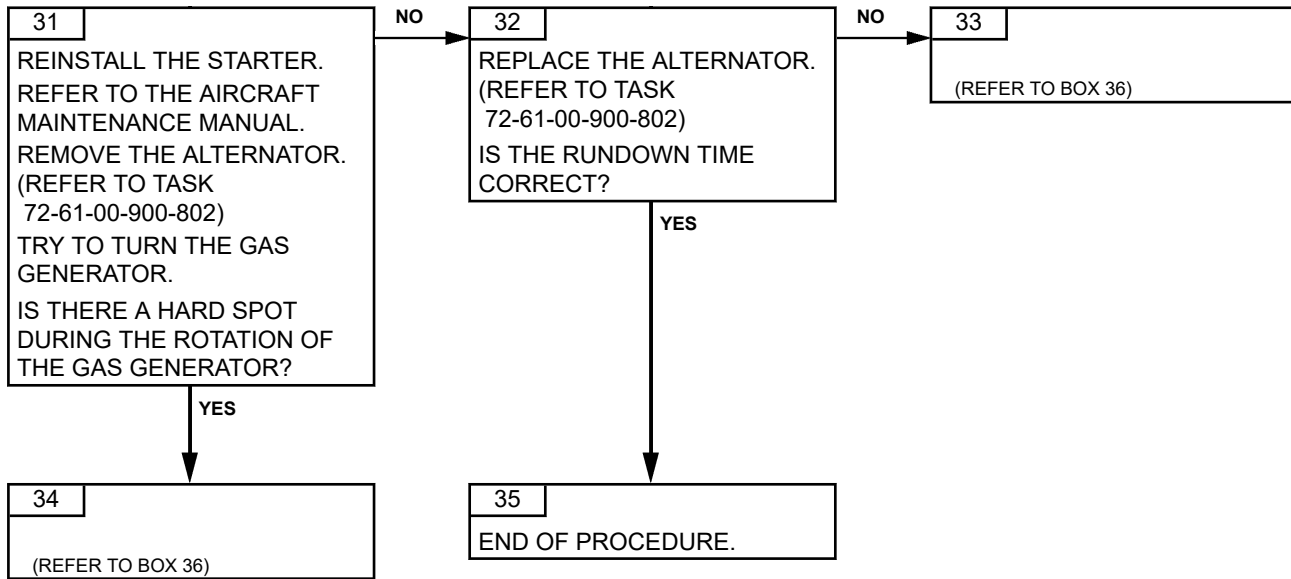 31
REINSTALL THE STARTER.
REFER TO THE AIRCRAFT
MAINTENANCE MANUAL.
REMOVE THE ALTERNATOR.
(REFER TO TASK
72-61-00-900-802)
TRY TO TURN THE GAS
GENERATOR.
IS THERE A HARD SPOT
DURING THE ROTATION OF
THE GAS GENERATOR?
NO
32
REPLACE THE ALTERNATOR.
(REFER TO TASK
72-61-00-900-802)
IS THE RUNDOWN TIME
CORRECT?
NO
33
(REFER TO BOX 36)
YES
YES
34
(REFER TO BOX 36)
35
END OF PROCEDURE.